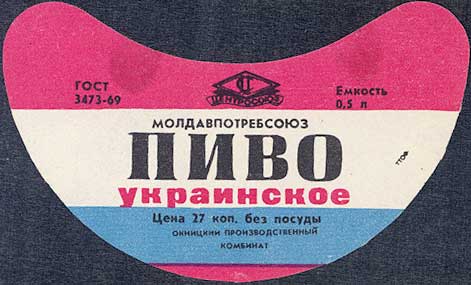 ГОСТ
3473-69
ЦЕНТРОСОЮЗ
Емкость
0,5 л
МОЛДАВПОТРЕБСОЮЗ
ПИВО
украинское
Цена 27 коп. без посуды
ОКНИЦКИЙ ПРОИЗВОДСТВЕННЫЙ
КОМБИНАТ